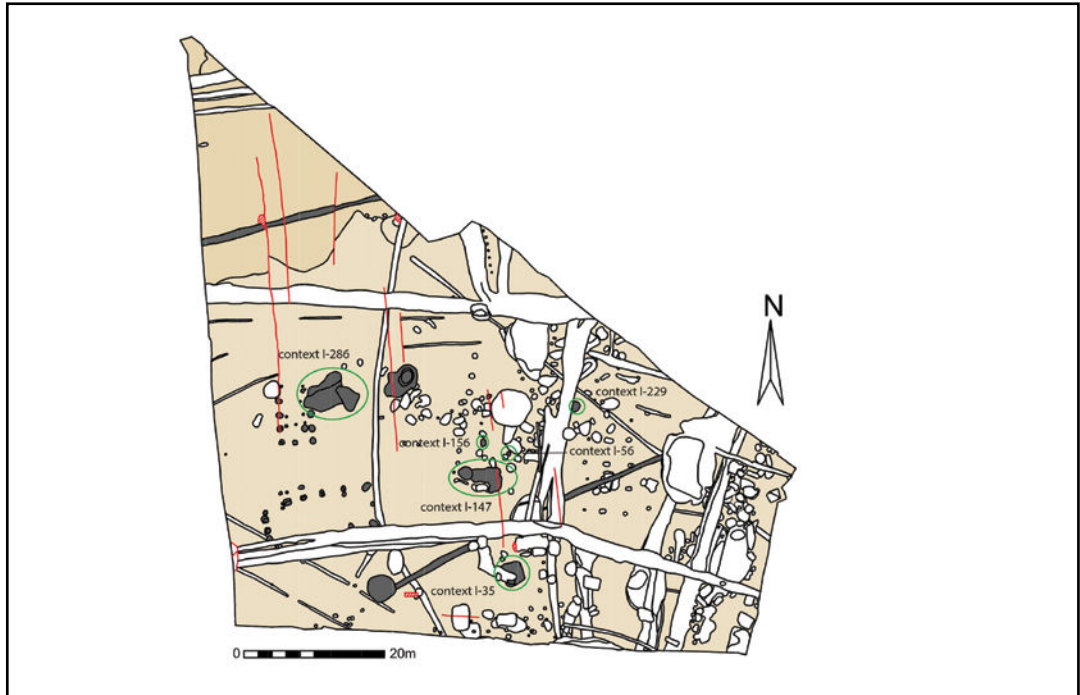 N
context I-286
context I-229
context I-156
context I-56
context I-147
context I-35
0 20m